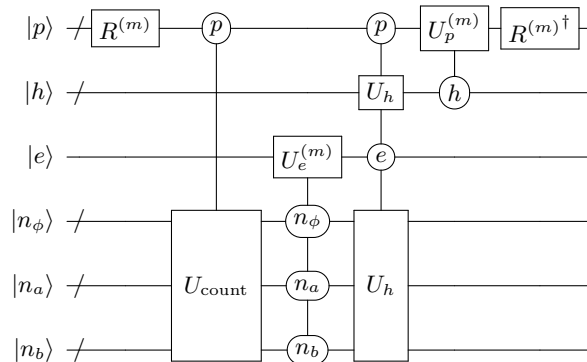 |p⟩ R^{(m)} p p U_p^{(m)} R^{(m)†}
|h⟩ U_h h
|e⟩ U_e^{(m)} e
|n_ϕ⟩ n_ϕ
|n_a⟩ U_count n_a U_h
|n_b⟩ n_b